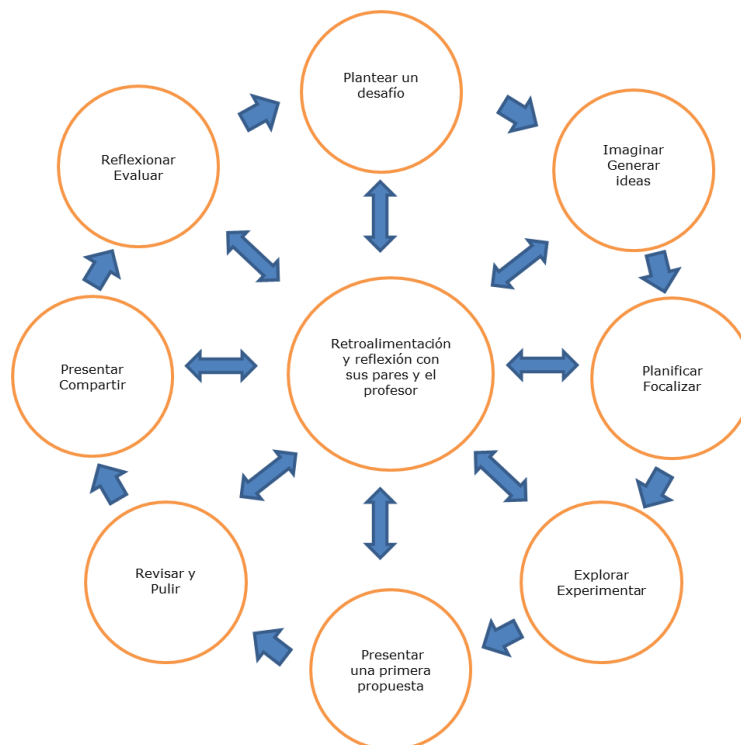 Plantear un
desafío
Imaginar
Generar
ideas
Planificar
Focalizar
Explorar
Experimentar
Presentar
una primera
propuesta
Revisar y
Pulir
Presentar
Compartir
Reflexionar
Evaluar
Retroalimentación
y reflexión con
sus pares y el
profesor